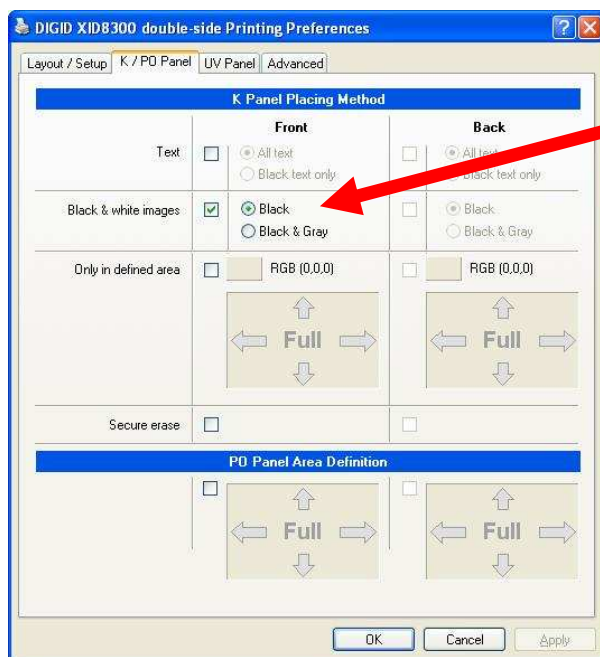 DIGID XID8300 double-side Printing Preferences
Layout / Setup K / PO Panel UV Panel Advanced
K Panel Placing Method
Front Back
Text All text All text
Black text only Black text only
Black & white images Black Black
Black & Gray Black & Gray
Only in defined area RGB (0,0,0) RGB (0,0,0)
Full Full
Secure erase
PO Panel Area Definition
Full Full
OK Cancel Apply